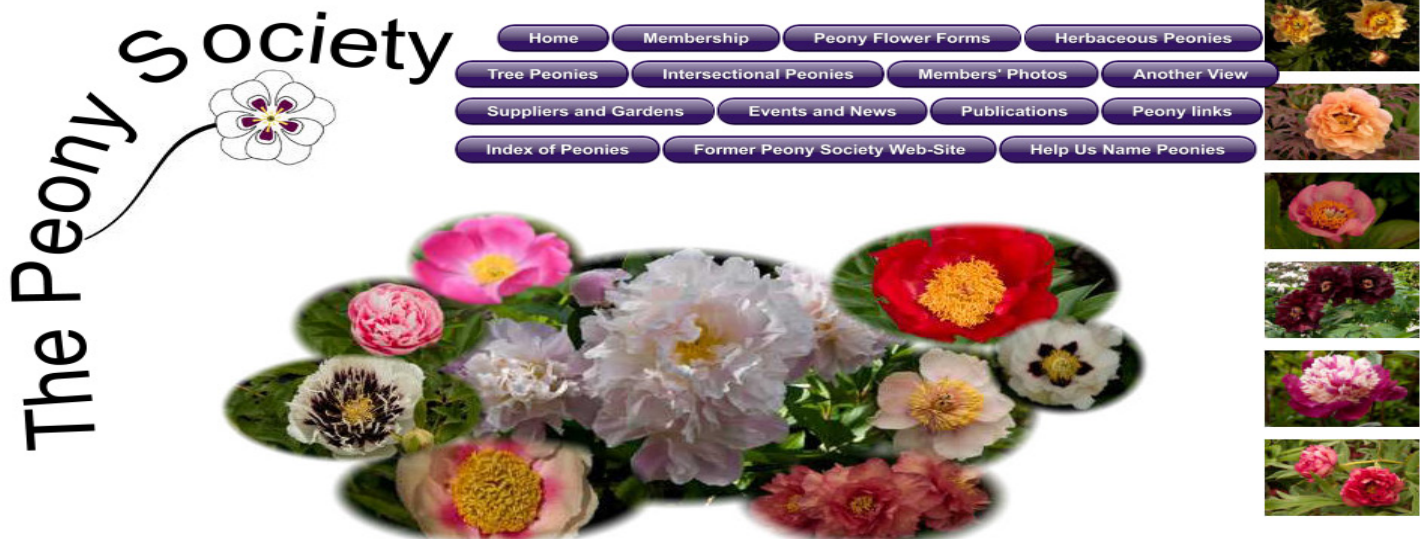 The Peony Society
Home Membership Peony Flower Forms Herbaceous Peonies
Tree Peonies Intersectional Peonies Members' Photos Another View
Suppliers and Gardens Events and News Publications Peony links
Index of Peonies Former Peony Society Web-Site Help Us Name Peonies